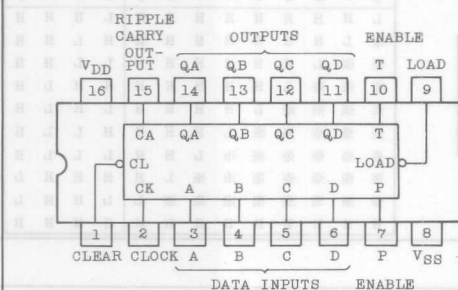 RIPPLE
CARRY
OUT-
PUT
OUTPUTS
ENABLE
VDD QA QB QC QD T LOAD
16 15 14 13 12 11 10 9
CA QA QB QC QD T
CL LOAD
CK A B C D P
1 2 3 4 5 6 7 8
CLEAR CLOCK A B C D P VSS
DATA INPUTS ENABLE